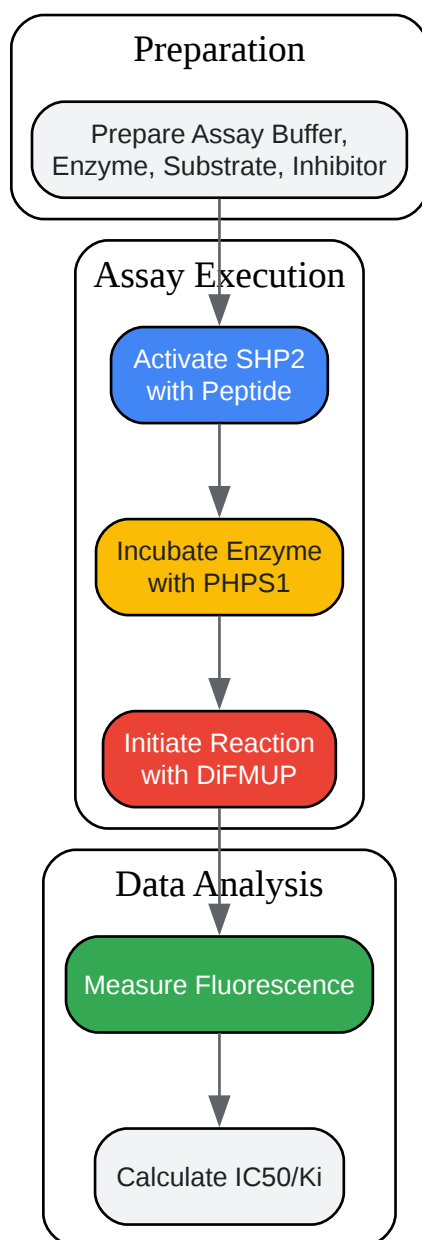 Preparation
Prepare Assay Buffer,
Enzyme, Substrate, Inhibitor
Assay Execution
Activate SHP2
with Peptide
Incubate Enzyme
with PHPS1
Initiate Reaction
with DiFMUP
Data Analysis
Measure Fluorescence
Calculate IC50/Ki